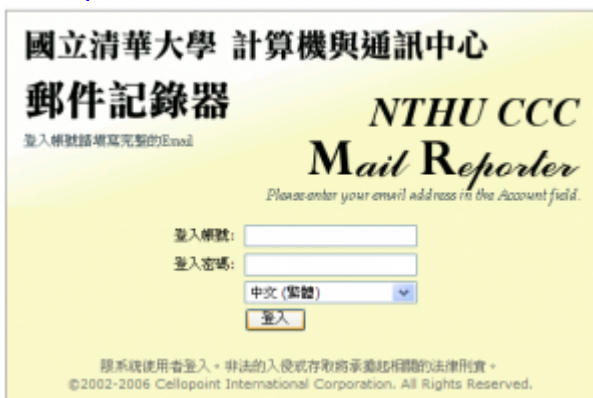 國立清華大學 計算機與通訊中心
郵件記錄器
登入帳號請填寫完整的Email
NTHU CCC
Mail Reporter
Please enter your email address in the Account field.
登入帳號:
登入密碼:
中文 (繁體)
登入
限系統使用者登入。非法的入侵或存取將承擔起相關的法律刑責。
©2002-2006 Cellopoint International Corporation. All Rights Reserved.